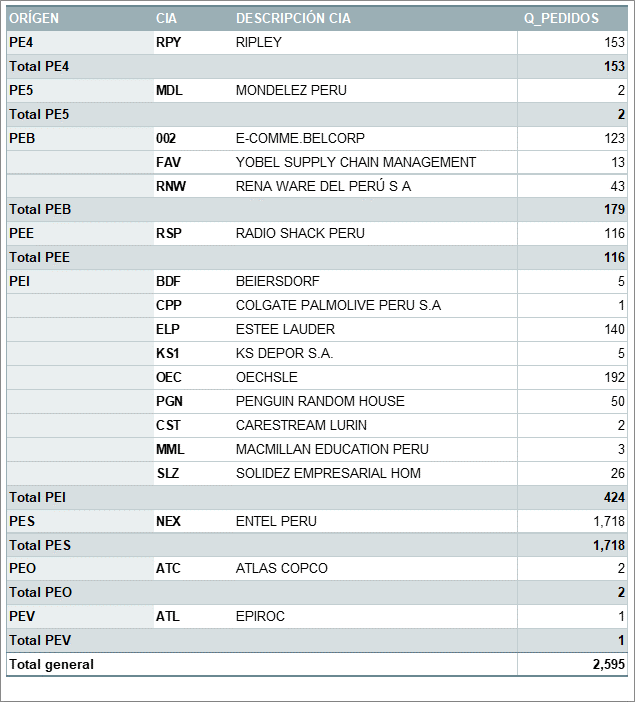 ORÍGEN CIA DESCRIPCIÓN CIA Q_PEDIDOS
PE4 RPY RIPLEY 153
Total PE4 153
PE5 MDL MONDELEZ PERU 2
Total PE5 2
PEB 002 E-COMME.BELCORP 123
FAV YOBEL SUPPLY CHAIN MANAGEMENT 13
RNW RENA WARE DEL PERÚ S A 43
Total PEB 179
PEE RSP RADIO SHACK PERU 116
Total PEE 116
PEI BDF BEIERSDORF 5
CPP COLGATE PALMOLIVE PERU S.A 1
ELP ESTEE LAUDER 140
KS1 KS DEPOR S.A. 5
OEC OECHSLE 192
PGN PENGUIN RANDOM HOUSE 50
CST CARESTREAM LURIN 2
MML MACMILLAN EDUCATION PERU 3
SLZ SOLIDEZ EMPRESARIAL HOM 26
Total PEI 424
PES NEX ENTEL PERU 1,718
Total PES 1,718
PEO ATC ATLAS COPCO 2
Total PEO 2
PEV ATL EPIROC 1
Total PEV 1
Total general 2,595